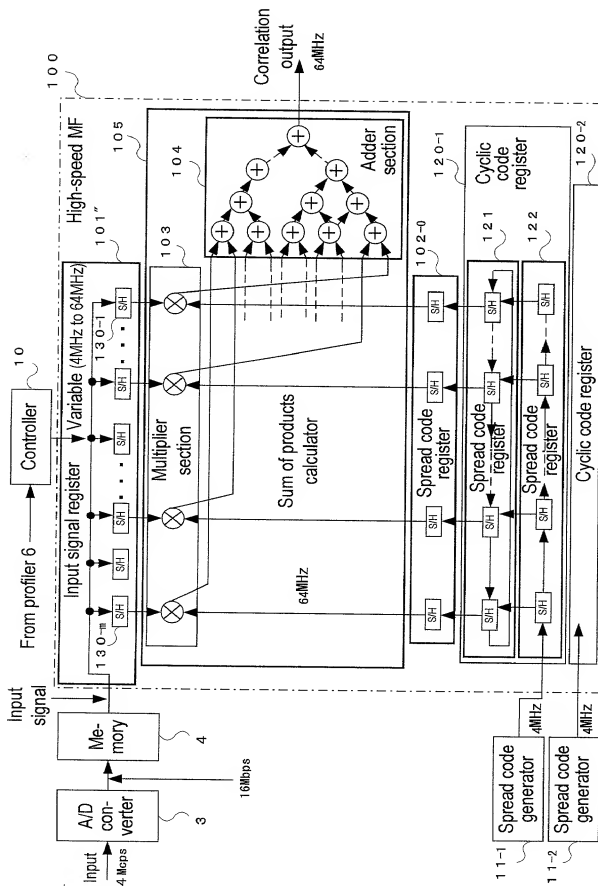 From profiler 6
Controller
10
High-speed MF
100
Input
4 Mcps
A/D
con-
verter
3
16Mbps
Me-
mory
4
Input
signal
Input signal register
Variable (4MHz to 64MHz)
101"
S/H
S/H
S/H
S/H
S/H
S/H
130-m
130-1
105
Multiplier
section
103
104
Adder
section
Correlation
output
64MHz
Sum of products
calculator
64MHz
Spread code
register
102-0
S/H
S/H
S/H
S/H
120-1
Cyclic code
register
Spread code
register
121
S/H
S/H
S/H
S/H
Spread code
register
122
S/H
S/H
S/H
S/H
Cyclic code register
120-2
4MHz
4MHz
Spread code
generator
11-1
Spread code
generator
11-2